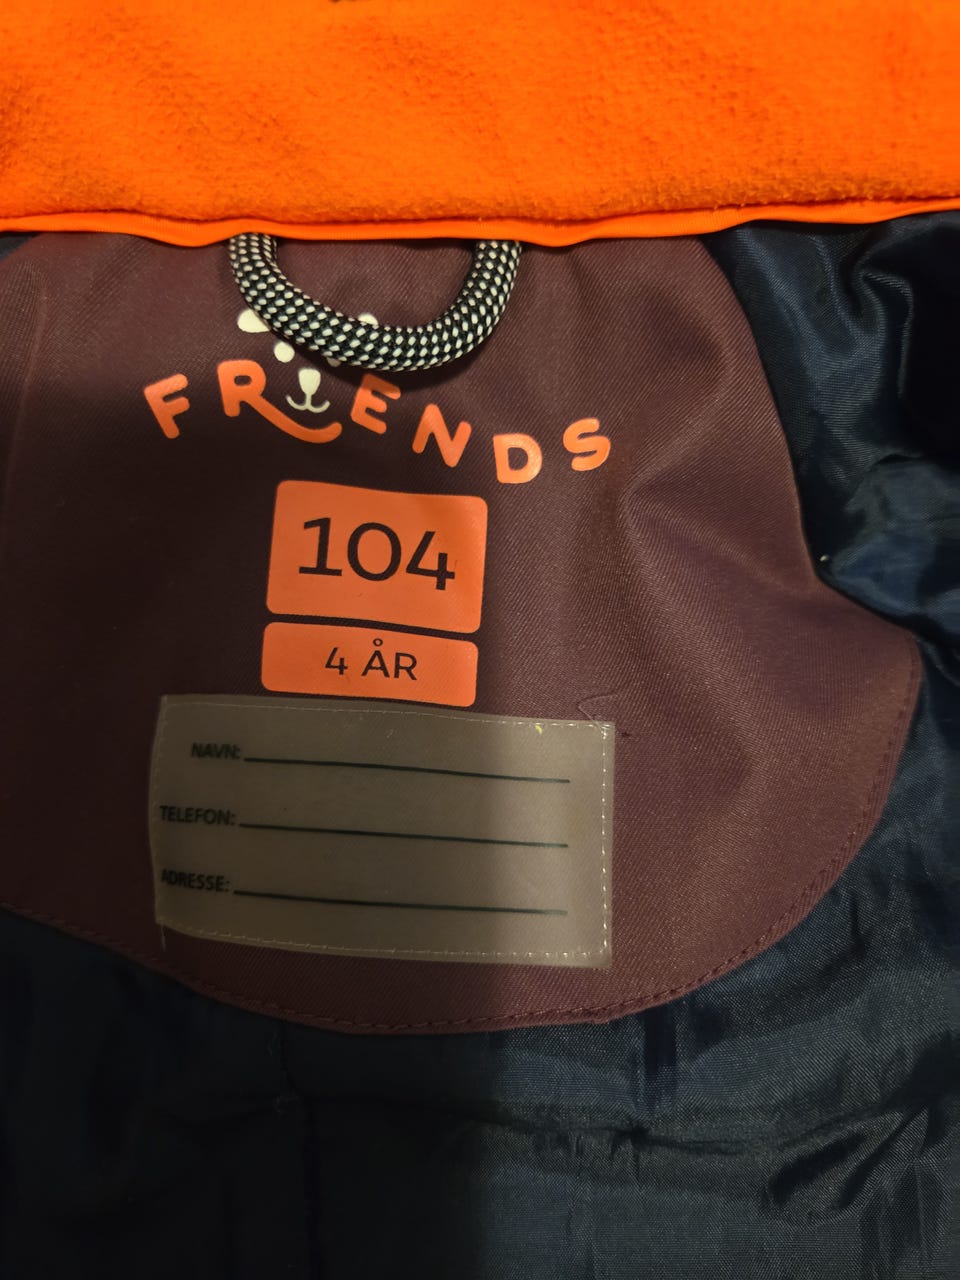 FRIENDS
104
4 ÅR
NAVN:
TELEFON:
ADRESSE: